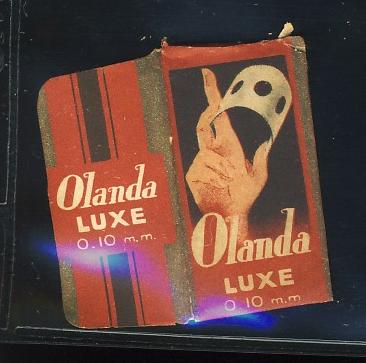 Olanda
LUXE
0.10 m.m.
Olanda
LUXE
0 10 m.m